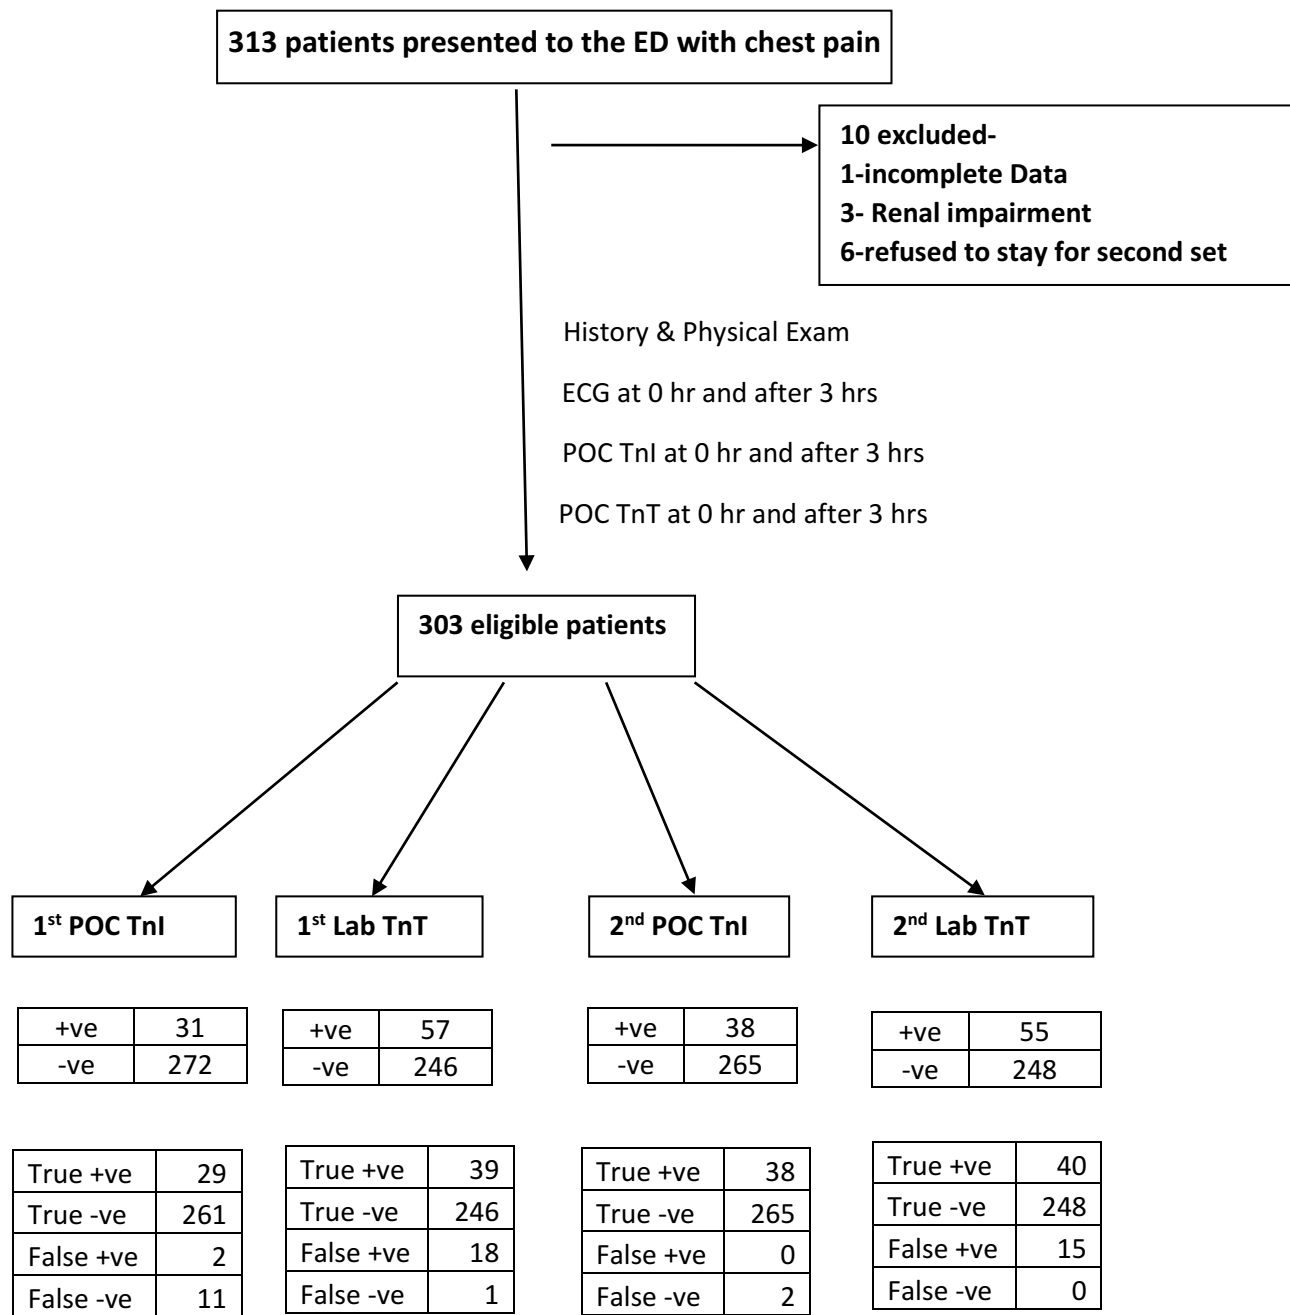 313 patients presented to the ED with chest pain
10 excluded-
1-incomplete Data
3- Renal impairment
6-refused to stay for second set
History & Physical Exam
ECG at 0 hr and after 3 hrs
POC TnI at 0 hr and after 3 hrs
POC TnT at 0 hr and after 3 hrs
303 eligible patients
1st POC TnI
+ve 31
-ve 272
True +ve 29
True -ve 261
False +ve 2
False -ve 11
1st Lab TnT
+ve 57
-ve 246
True +ve 39
True -ve 246
False +ve 18
False -ve 1
2nd POC TnI
+ve 38
-ve 265
True +ve 38
True -ve 265
False +ve 0
False -ve 2
2nd Lab TnT
+ve 55
-ve 248
True +ve 40
True -ve 248
False +ve 15
False -ve 0